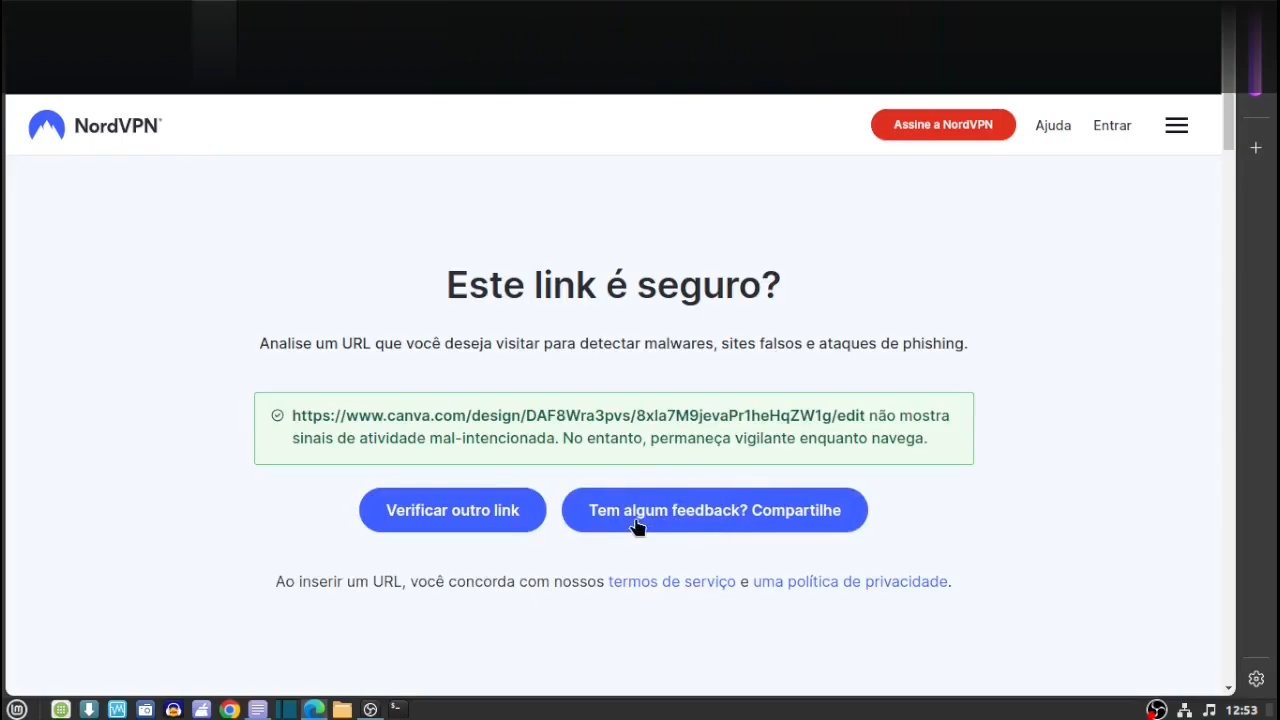 NordVPN®
Assine a NordVPN
Ajuda
Entrar
Este link é seguro?
Analise um URL que você deseja visitar para detectar malwares, sites falsos e ataques de phishing.
https://www.canva.com/design/DAF8Wra3pvs/8xla7M9jevaPr1heHqZW1g/edit não mostra
sinais de atividade mal-intencionada. No entanto, permaneça vigilante enquanto navega.
Verificar outro link
Tem algum feedback? Compartilhe
Ao inserir um URL, você concorda com nossos termos de serviço e uma política de privacidade.
12:53